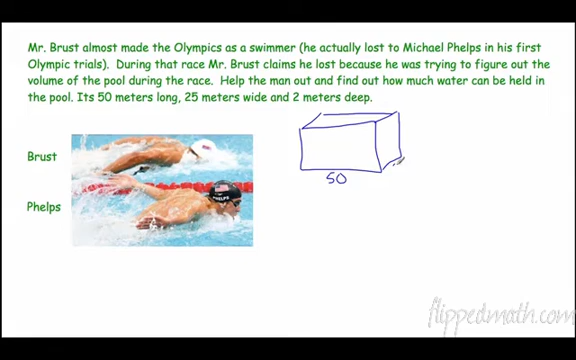 Mr. Brust almost made the Olympics as a swimmer (he actually lost to Michael Phelps in his first
Olympic trials). During that race Mr. Brust claims he lost because he was trying to figure out the
volume of the pool during the race. Help the man out and find out how much water can be held in
the pool. Its 50 meters long, 25 meters wide and 2 meters deep.
Brust
Phelps
PHELPS
50
flippedmath.com